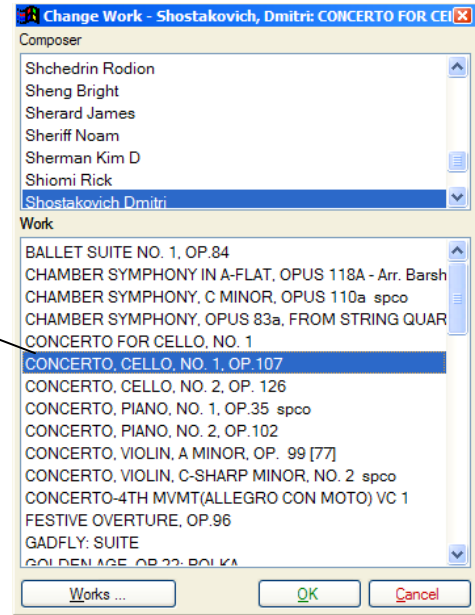 Change Work - Shostakovich, Dmitri: CONCERTO FOR CEL
Composer
Shchedrin Rodion
Sheng Bright
Sherard James
Sheriff Noam
Sherman Kim D
Shiomi Rick
Shostakovich Dmitri
Work
BALLET SUITE NO. 1, OP.84
CHAMBER SYMPHONY IN A-FLAT, OPUS 118A - Arr. Barsh
CHAMBER SYMPHONY, C MINOR, OPUS 110a spco
CHAMBER SYMPHONY, OPUS 83a, FROM STRING QUAR
CONCERTO FOR CELLO, NO. 1
CONCERTO, CELLO, NO. 1, OP.107
CONCERTO, CELLO, NO. 2, OP. 126
CONCERTO, PIANO, NO. 1, OP.35 spco
CONCERTO, PIANO, NO. 2, OP.102
CONCERTO, VIOLIN, A MINOR, OP. 99 [77]
CONCERTO, VIOLIN, C-SHARP MINOR, NO. 2 spco
CONCERTO-4TH MVMT(ALLEGRO CON MOTO) VC 1
FESTIVE OVERTURE, OP.96
GADFLY: SUITE
GOLDEN AGE, OP.22: POLKA
Works ... OK Cancel